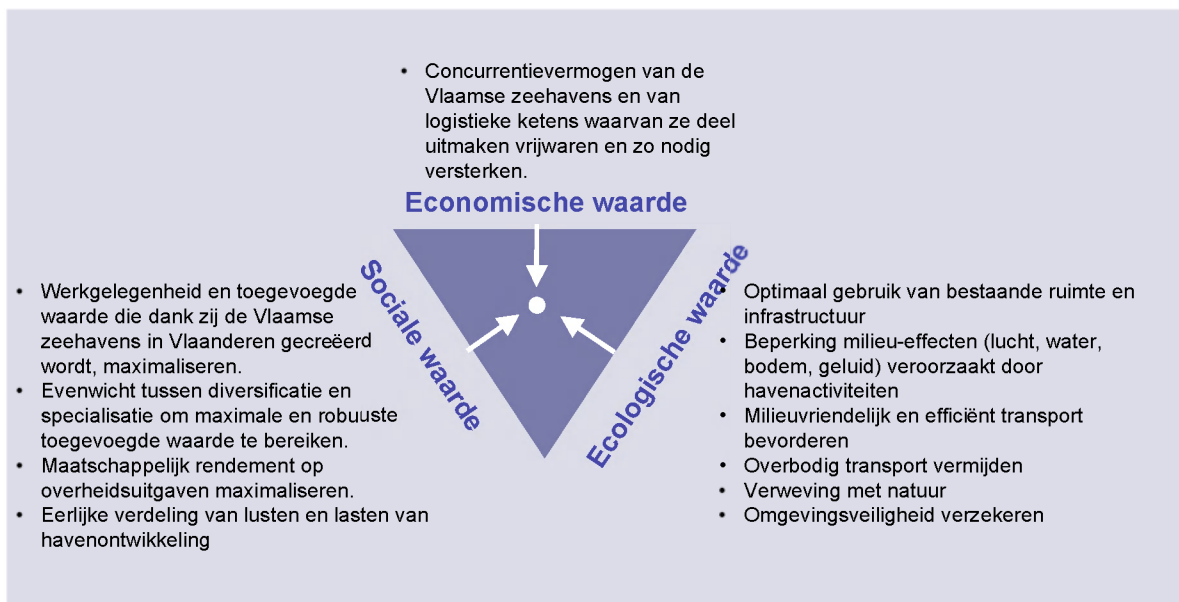 • Concurrentievermogen van de
Vlaamse zeehavens en van
logistieke ketens waarvan ze deel
uitmaken vrijwaren en zo nodig
versterken.
Economische waarde
Sociale waarde
Ecologische waarde
• Werkgelegenheid en toegevoegde
waarde die dank zij de Vlaamse
zeehavens in Vlaanderen gecreëerd
wordt, maximaliseren.
• Evenwicht tussen diversificatie en
specialisatie om maximale en robuuste
toegevoegde waarde te bereiken.
• Maatschappelijk rendement op
overheidsuitgaven maximaliseren.
• Eerlijke verdeling van lusten en lasten van
havenontwikkeling
• Optimaal gebruik van bestaande ruimte en
infrastructuur
• Beperking milieu-effecten (lucht, water,
bodem, geluid) veroorzaakt door
havenactiviteiten
• Milieuvriendelijk en efficiënt transport
bevorderen
• Overbodig transport vermijden
• Verweving met natuur
• Omgevingsveiligheid verzekeren